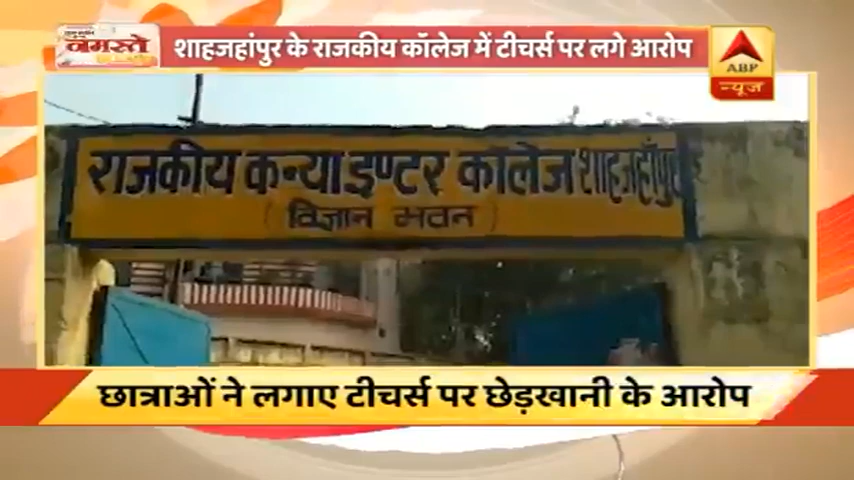 नमस्ते
शाहजहांपुर के राजकीय कॉलेज में टीचर्स पर लगे आरोप
ABP
न्यूज़
राजकीय कन्या इण्टर कॉलेज शाहजहाँपुर
( विज्ञान भवन )
छात्राओं ने लगाए टीचर्स पर छेड़खानी के आरोप